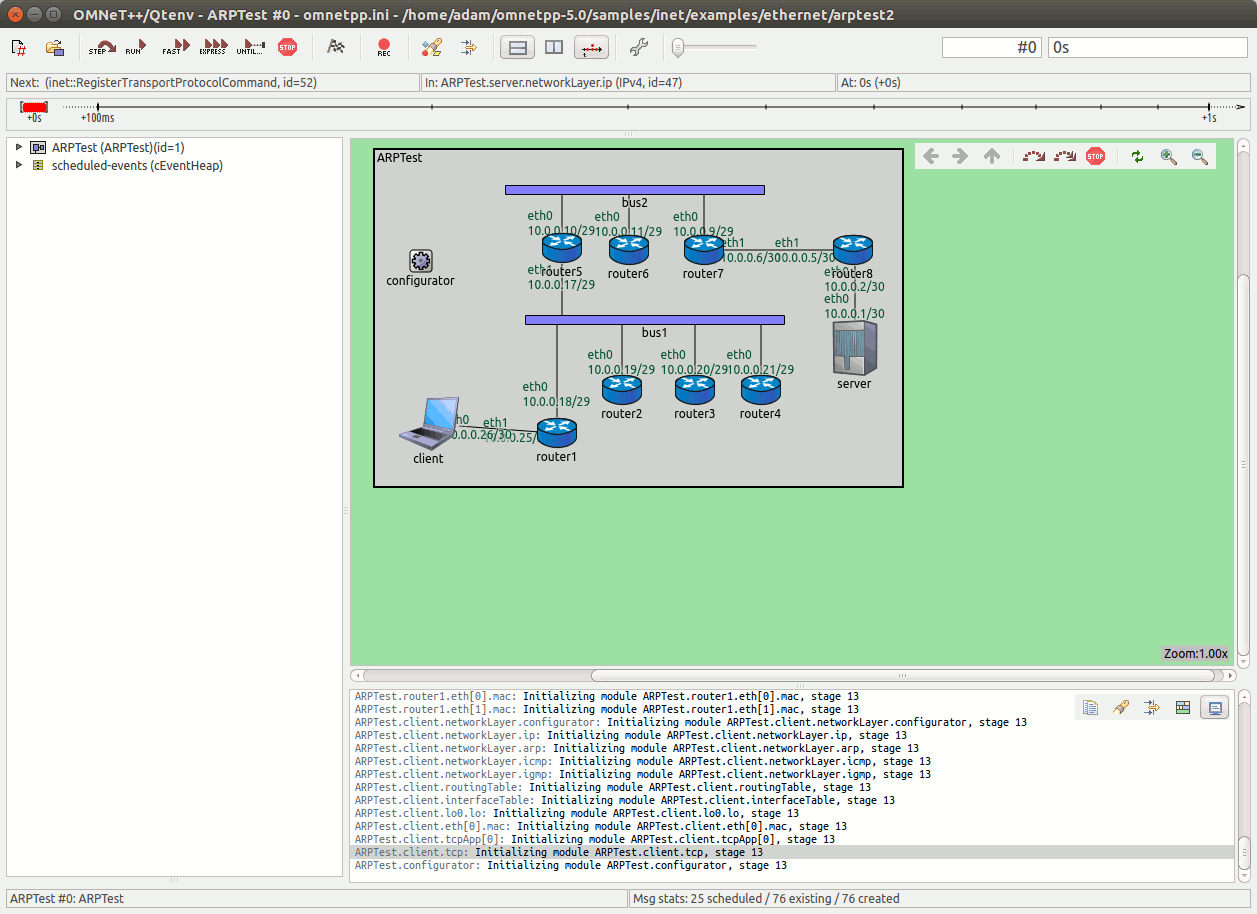 OMNeT++/Qtenv - ARPTest #0 - omnetpp.ini - /home/adam/omnetpp-5.0/samples/inet/examples/ethernet/arptest2
STEP RUN FAST EXPRESS UNTIL... STOP REC #0 0s
Next: (inet::RegisterTransportProtocolCommand, id=52) In: ARPTest.server.networkLayer.ip (IPv4, id=47) At: 0s (+0s)
+0s +100ms +1s
ARPTest (ARPTest)(id=1)
scheduled-events (cEventHeap)
ARPTest
STOP
bus2
eth0 eth0 eth0
10.0.0.10/29 10.0.0.11/29 10.0.0.9/29
eth1 eth1
10.0.0.6/30 10.0.0.5/30
router5 router6 router7 router8
eth1
10.0.0.17/29
eth0
10.0.0.2/30
eth0
10.0.0.1/30
configurator
bus1
eth0 eth0 eth0
10.0.0.19/29 10.0.0.20/29 10.0.0.21/29
server
router2 router3 router4
eth0
10.0.0.18/29
eth1
10.0.0.26/30
client router1
Zoom:1.00x
ARPTest.router1.eth[0].mac: Initializing module ARPTest.router1.eth[0].mac, stage 13
ARPTest.router1.eth[1].mac: Initializing module ARPTest.router1.eth[1].mac, stage 13
ARPTest.client.networkLayer.configurator: Initializing module ARPTest.client.networkLayer.configurator, stage 13
ARPTest.client.networkLayer.ip: Initializing module ARPTest.client.networkLayer.ip, stage 13
ARPTest.client.networkLayer.arp: Initializing module ARPTest.client.networkLayer.arp, stage 13
ARPTest.client.networkLayer.icmp: Initializing module ARPTest.client.networkLayer.icmp, stage 13
ARPTest.client.networkLayer.igmp: Initializing module ARPTest.client.networkLayer.igmp, stage 13
ARPTest.client.routingTable: Initializing module ARPTest.client.routingTable, stage 13
ARPTest.client.interfaceTable: Initializing module ARPTest.client.interfaceTable, stage 13
ARPTest.client.lo0.lo: Initializing module ARPTest.client.lo0.lo, stage 13
ARPTest.client.eth[0].mac: Initializing module ARPTest.client.eth[0].mac, stage 13
ARPTest.client.tcpApp[0]: Initializing module ARPTest.client.tcpApp[0], stage 13
ARPTest.client.tcp: Initializing module ARPTest.client.tcp, stage 13
ARPTest.configurator: Initializing module ARPTest.configurator, stage 13
ARPTest #0: ARPTest Msg stats: 25 scheduled / 76 existing / 76 created